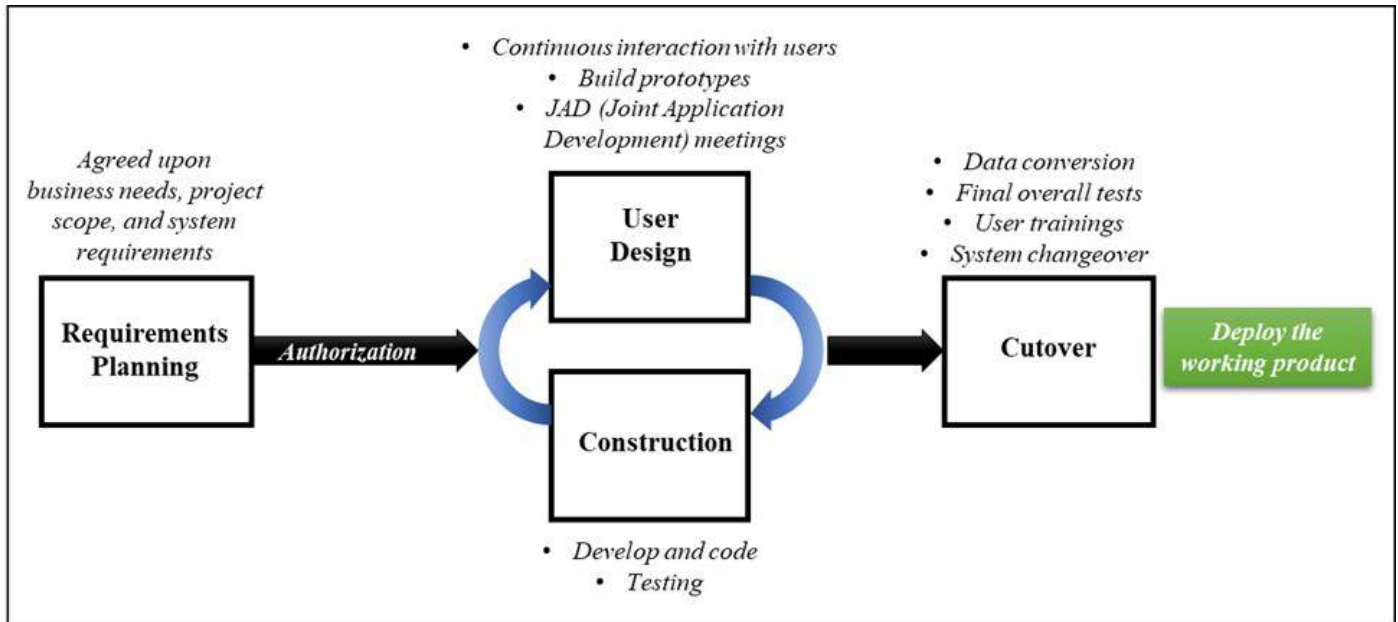 • Continuous interaction with users
• Build prototypes
• JAD (Joint Application
Development) meetings
Agreed upon
business needs, project
scope, and system
requirements
• Data conversion
• Final overall tests
• User trainings
• System changeover
User
Design
Requirements
Planning
Authorization
Cutover
Deploy the
working product
Construction
• Develop and code
• Testing